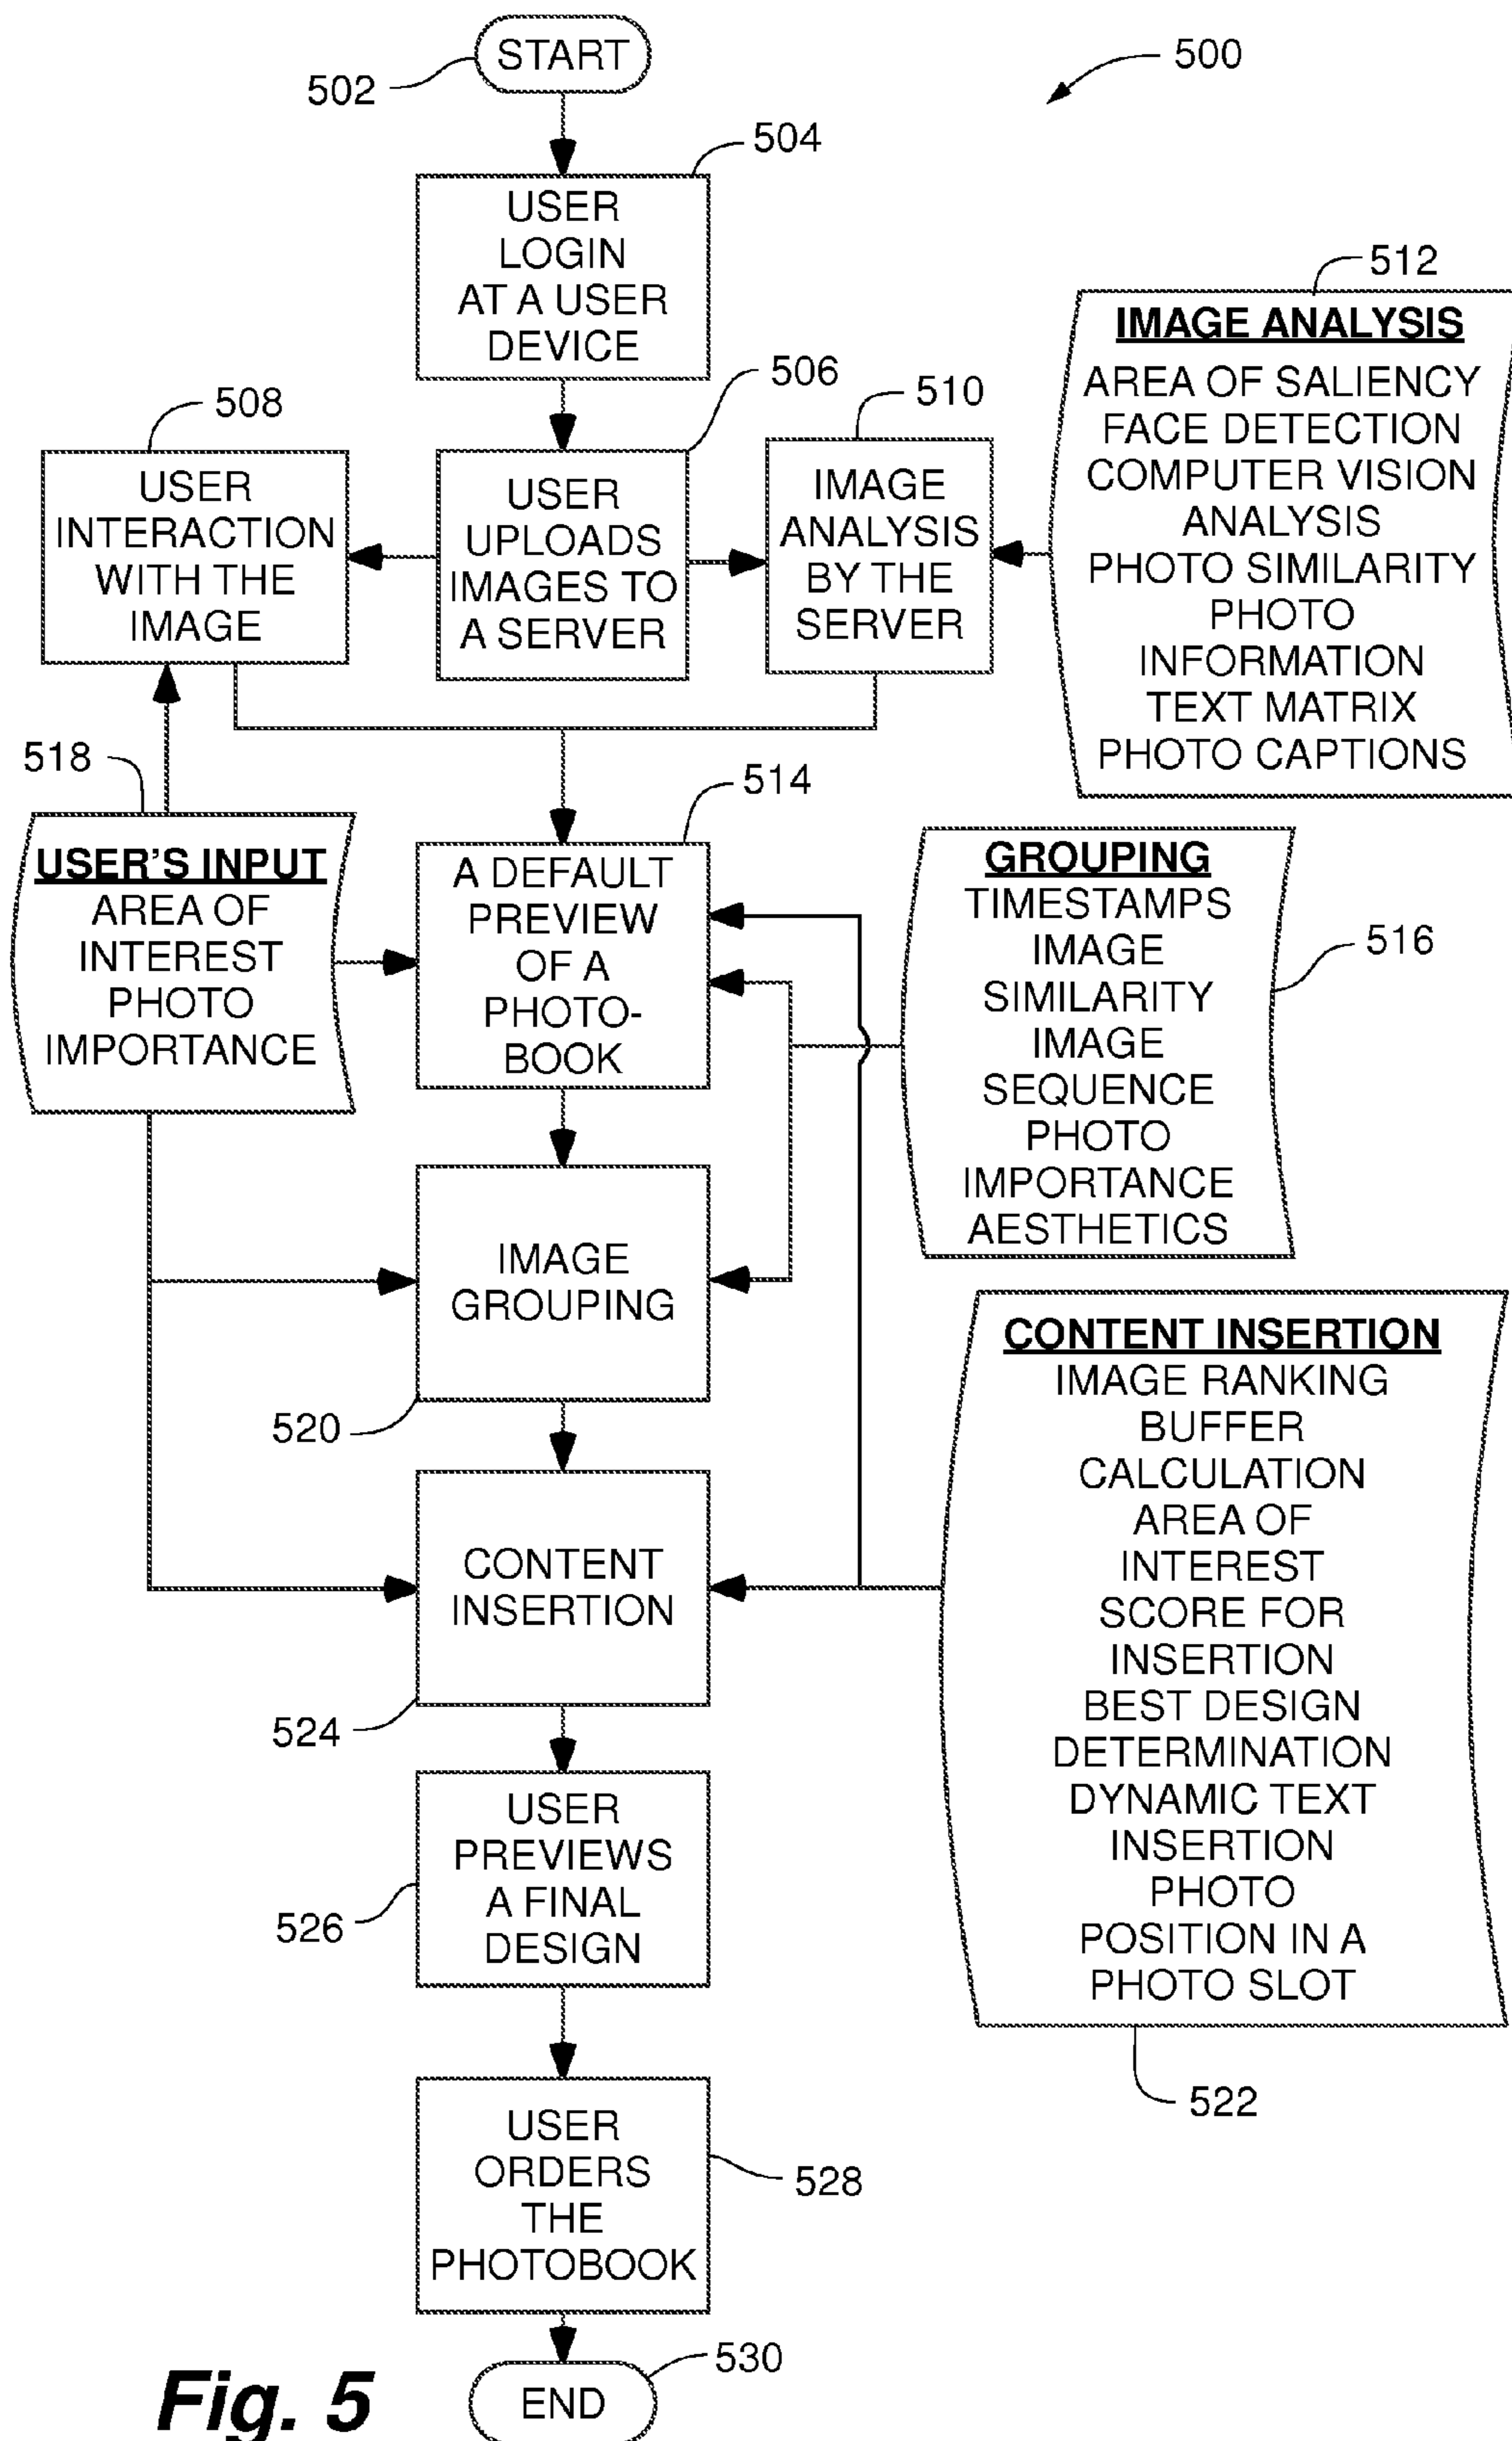 START
502
500
504
USER
LOGIN
AT A USER
DEVICE
512
IMAGE ANALYSIS
AREA OF SALIENCY
FACE DETECTION
COMPUTER VISION
ANALYSIS
PHOTO SIMILARITY
PHOTO
INFORMATION
TEXT MATRIX
PHOTO CAPTIONS
506
510
508
USER
INTERACTION
WITH THE
IMAGE
USER
UPLOADS
IMAGES TO
A SERVER
IMAGE
ANALYSIS
BY THE
SERVER
518
514
USER'S INPUT
AREA OF
INTEREST
PHOTO
IMPORTANCE
A DEFAULT
PREVIEW
OF A
PHOTO-
BOOK
GROUPING
TIMESTAMPS
IMAGE
SIMILARITY
IMAGE
SEQUENCE
PHOTO
IMPORTANCE
AESTHETICS
516
IMAGE
GROUPING
520
CONTENT INSERTION
IMAGE RANKING
BUFFER
CALCULATION
AREA OF
INTEREST
SCORE FOR
INSERTION
BEST DESIGN
DETERMINATION
DYNAMIC TEXT
INSERTION
PHOTO
POSITION IN A
PHOTO SLOT
522
CONTENT
INSERTION
524
USER
PREVIEWS
A FINAL
DESIGN
526
USER
ORDERS
THE
PHOTOBOOK
528
530
END
Fig. 5